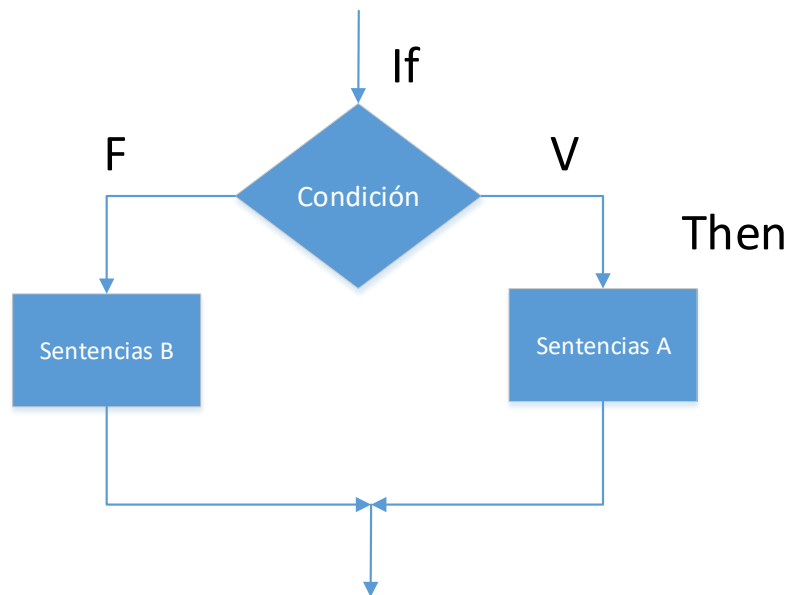 If
F
V
Condición
Then
Sentencias B
Sentencias A